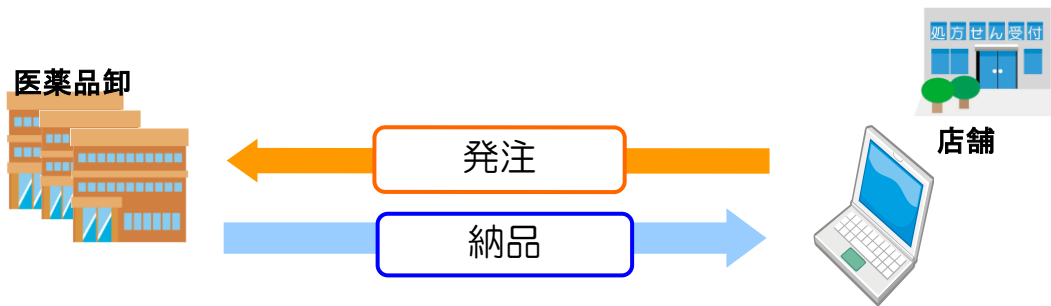 処方せん受付
医薬品卸
店舗
発注
納品